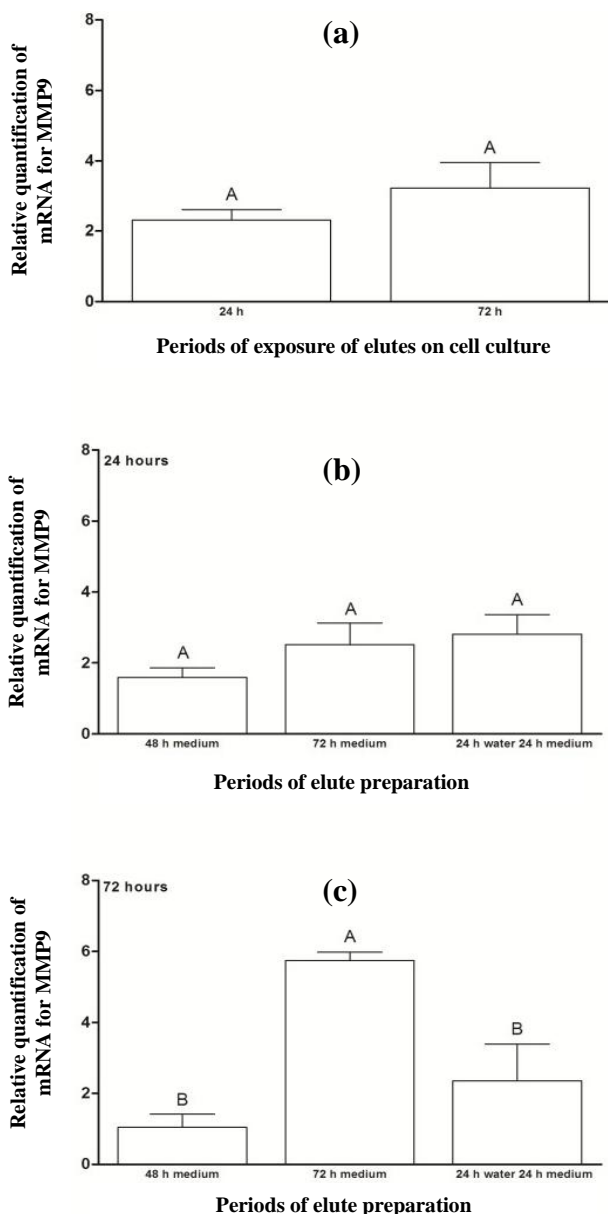 (a)
Relative quantification of
mRNA for MMP9
8
6
4
2
0
A
A
24 h
72 h
Periods of exposure of elutes on cell culture
(b)
24 hours
Relative quantification of
mRNA for MMP9
8
6
4
2
0
A
A
A
48 h medium
72 h medium
24 h water 24 h medium
Periods of elute preparation
(c)
72 hours
Relative quantification of
mRNA for MMP9
8
6
4
2
0
B
A
B
48 h medium
72 h medium
24 h water 24 h medium
Periods of elute preparation